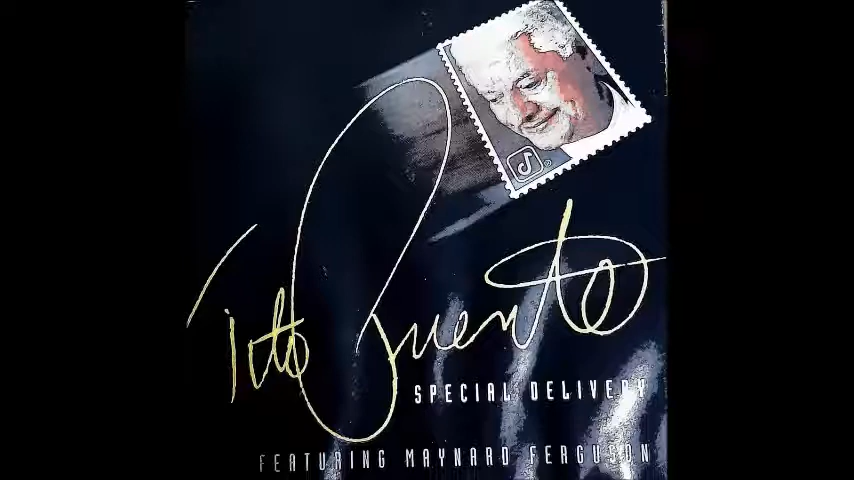 Tito Puente
SPECIAL DELIVERY
FEATURING MAYNARD FERGUSON